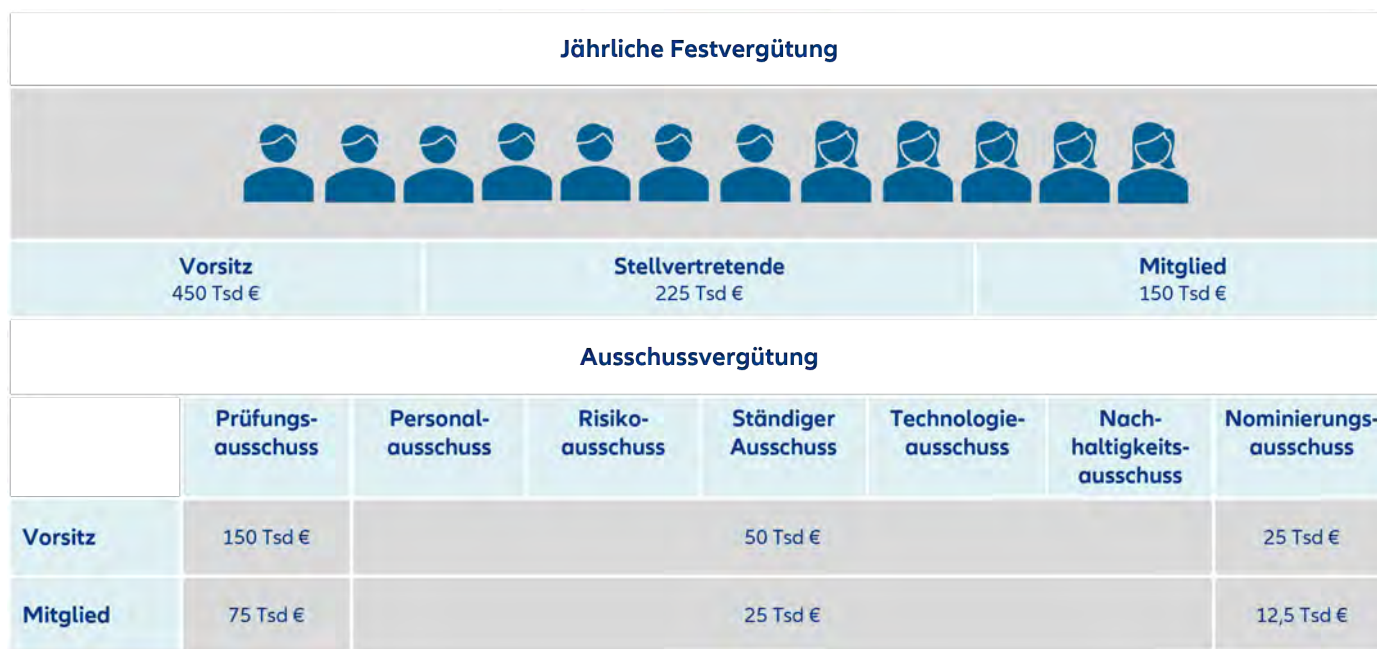 Jährliche Festvergütung
Vorsitz
450 Tsd €
Stellvertretende
225 Tsd €
Mitglied
150 Tsd €
Ausschussvergütung
Prüfungs-
ausschuss
Personal-
ausschuss
Risiko-
ausschuss
Ständiger
Ausschuss
Technologie-
ausschuss
Nach-
haltigkeits-
ausschuss
Nominierungs-
ausschuss
Vorsitz
150 Tsd €
50 Tsd €
25 Tsd €
Mitglied
75 Tsd €
25 Tsd €
12,5 Tsd €